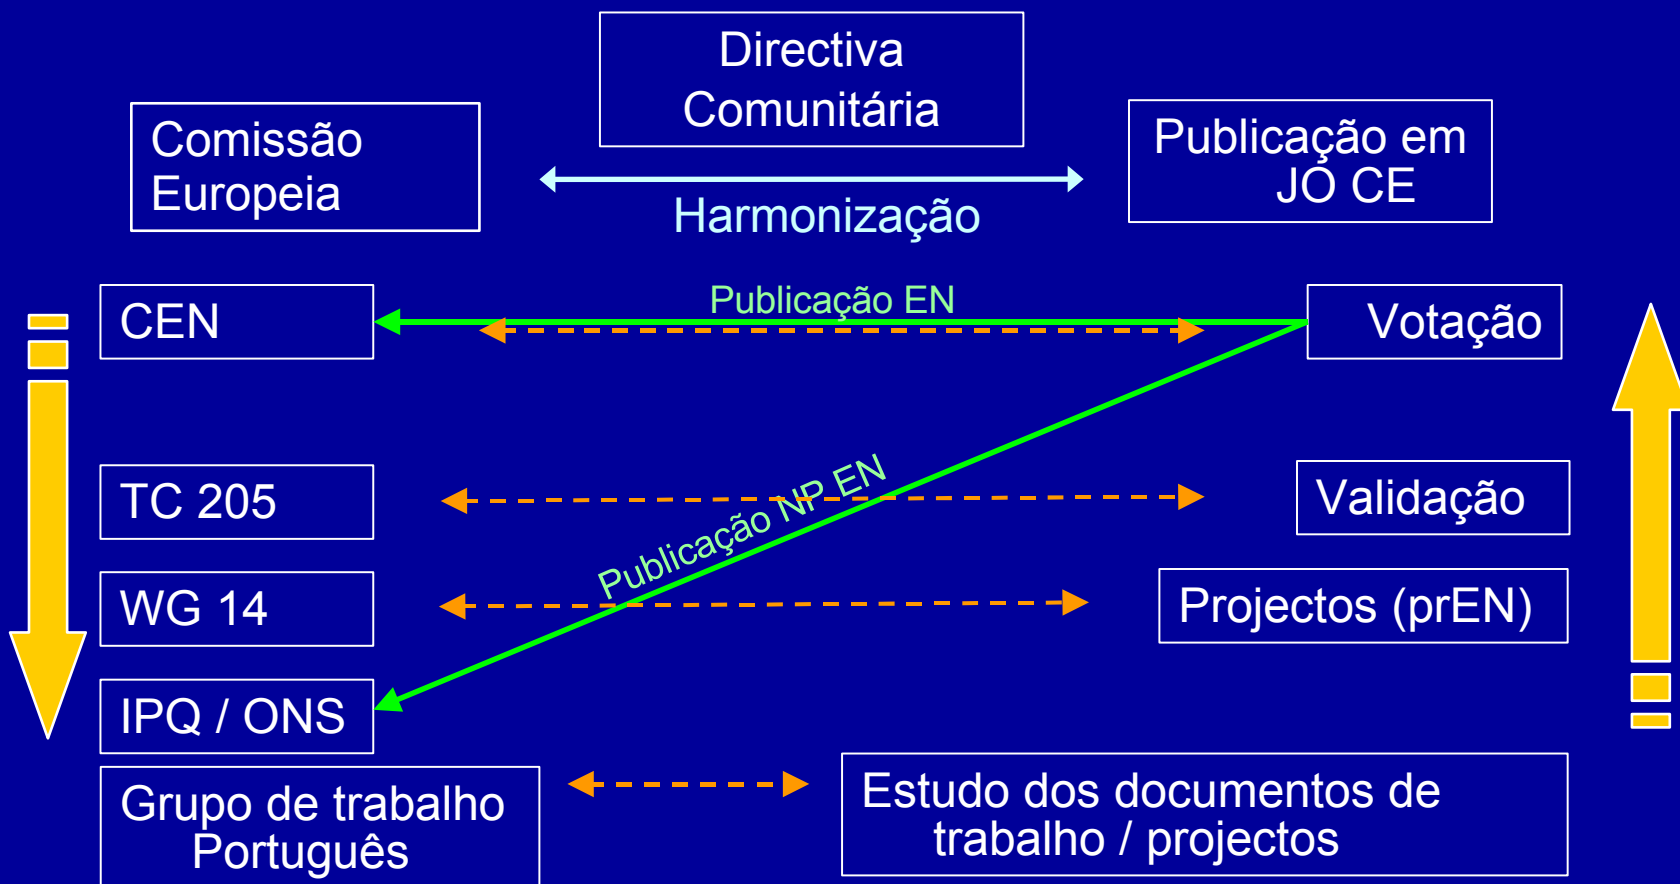 Directiva
Comunitária
Comissão
Europeia
Publicação em
JO CE
Harmonização
CEN
Publicação EN
Votação
TC 205
Publicação NP EN
Validação
WG 14
Projectos (prEN)
IPQ / ONS
Grupo de trabalho
Português
Estudo dos documentos de
trabalho / projectos